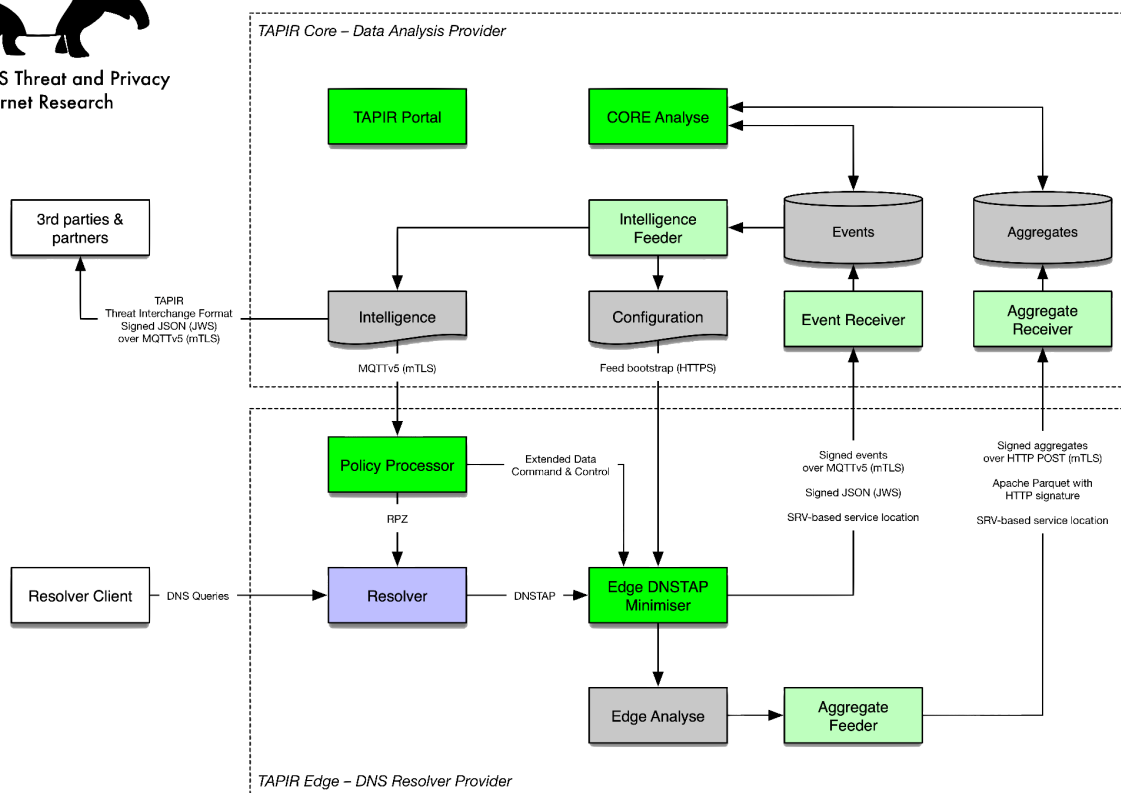 S Threat and Privacy
rnet Research
TAPIR Core – Data Analysis Provider
TAPIR Portal
CORE Analyse
3rd parties &
partners
Intelligence
Feeder
Events
Aggregates
TAPIR
Threat Interchange Format
Signed JSON (JWS)
over MQTTv5 (mTLS)
Intelligence
Configuration
Event Receiver
Aggregate
Receiver
MQTTv5 (mTLS)
Feed bootstrap (HTTPS)
Policy Processor
Extended Data
Command & Control
Signed events
over MQTTv5 (mTLS)
Signed JSON (JWS)
SRV-based service location
Signed aggregates
over HTTP POST (mTLS)
Apache Parquet with
HTTP signature
SRV-based service location
RPZ
Resolver Client
DNS Queries
Resolver
DNSTAP
Edge DNSTAP
Minimiser
Edge Analyse
Aggregate
Feeder
TAPIR Edge – DNS Resolver Provider